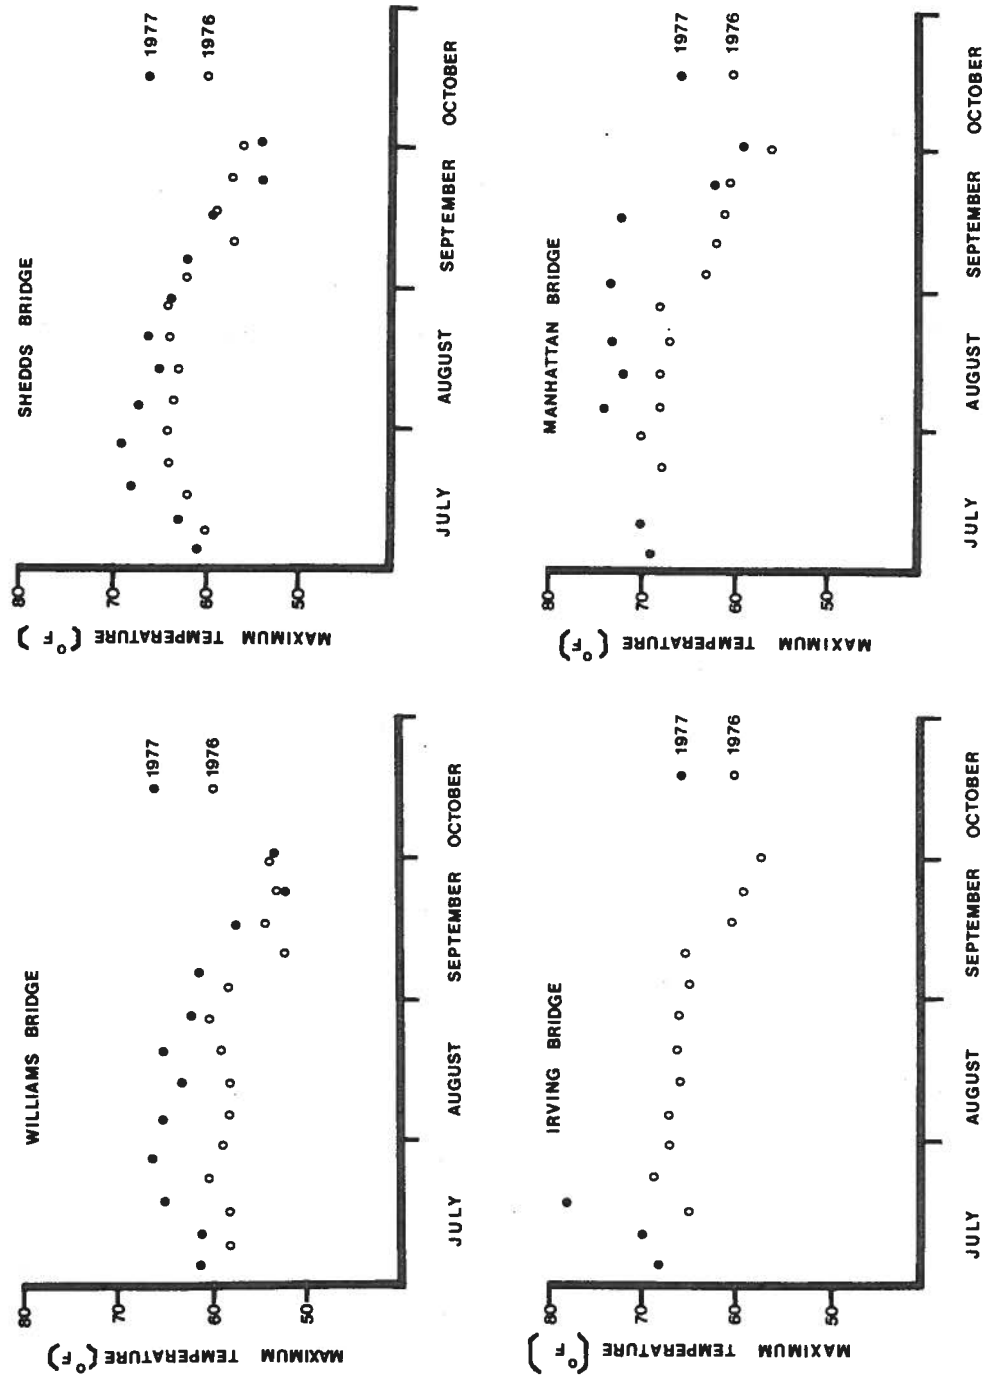 WILLIAMS BRIDGE
MAXIMUM TEMPERATURE (°F)
80
70
60
50
JULY AUGUST SEPTEMBER OCTOBER
● 1977
○ 1976
SHEDDS BRIDGE
MAXIMUM TEMPERATURE (°F)
80
70
60
50
JULY AUGUST SEPTEMBER OCTOBER
● 1977
○ 1976
IRVING BRIDGE
MAXIMUM TEMPERATURE (°F)
80
70
60
50
JULY AUGUST SEPTEMBER OCTOBER
● 1977
○ 1976
MANHATTAN BRIDGE
MAXIMUM TEMPERATURE (°F)
80
70
60
50
JULY AUGUST SEPTEMBER OCTOBER
● 1977
○ 1976